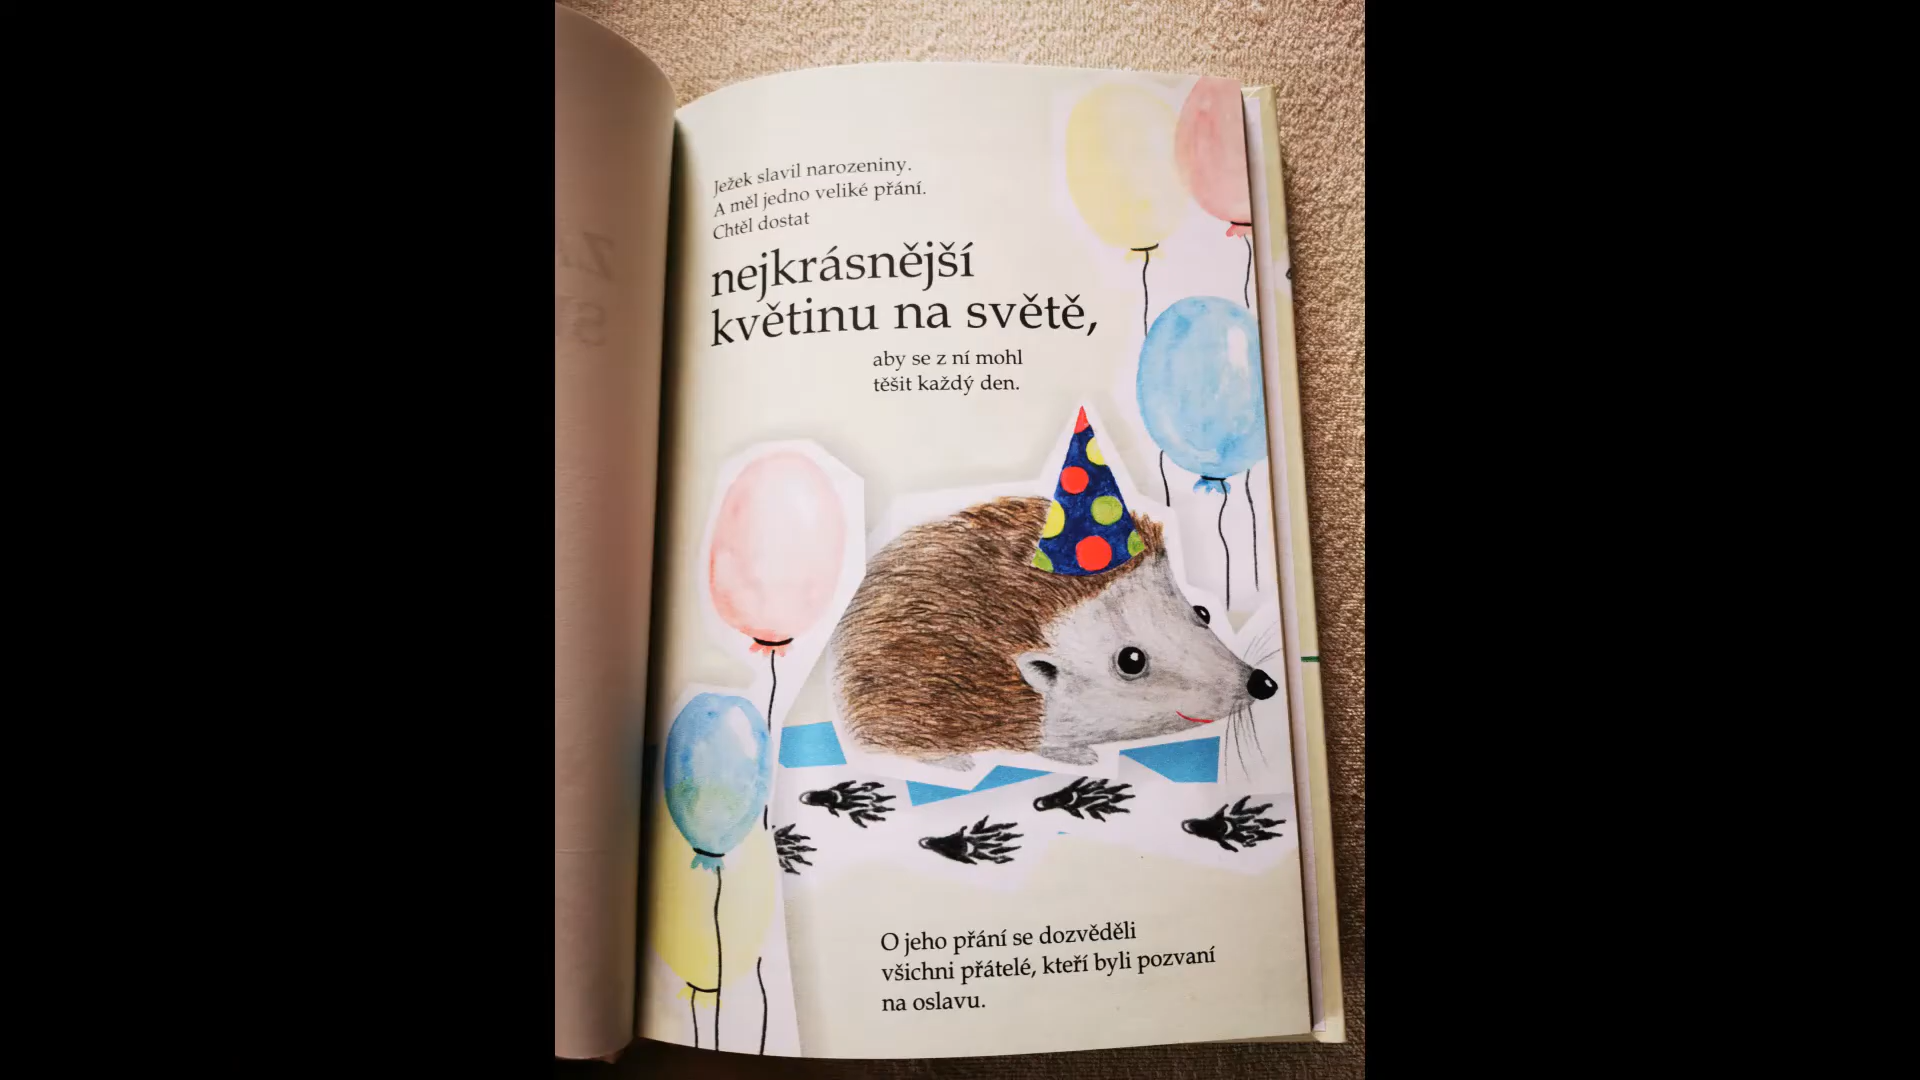 Ježek slavil narozeniny.
A měl jedno veliké přání.
Chtěl dostat
nejkrásnější
květinu na světě,
aby se z ní mohl
těšit každý den.
O jeho přání se dozvěděli
všichni přátelé, kteří byli pozvaní
na oslavu.